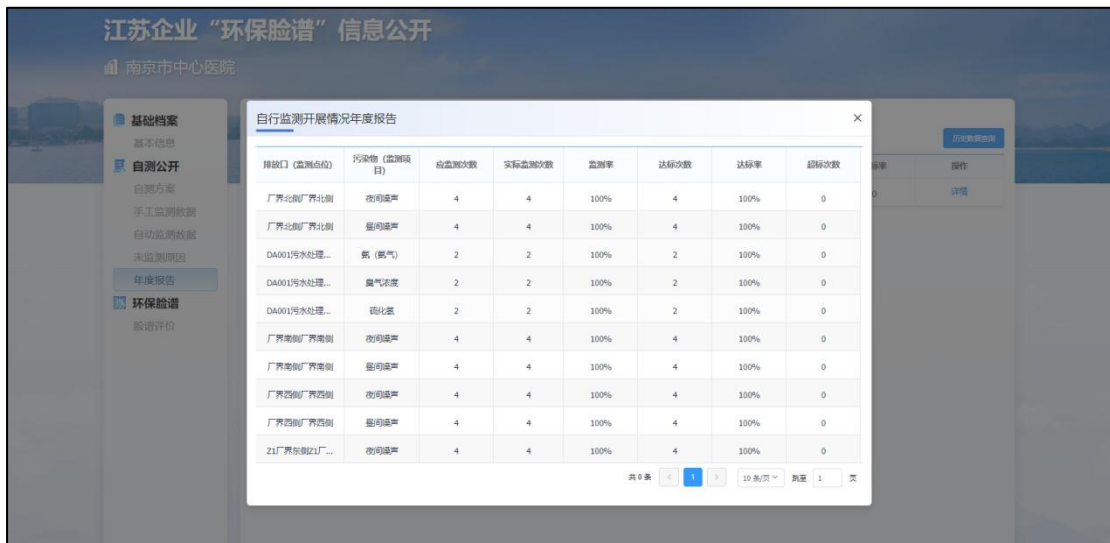 江苏企业“环保脸谱”信息公开
南京市中心医院
基础档案
基本信息
自测公开
自测方案
手工监测数据
自动监测数据
未监测原因
年度报告
环保脸谱
脸谱评价
历史数据查询
标率 操作
0 详情
自行监测开展情况年度报告 ×
排放口（监测点位） 污染物（监测项目） 应监测次数 实际监测次数 监测率 达标次数 达标率 超标次数
厂界北侧厂界北侧 夜间噪声 4 4 100% 4 100% 0
厂界北侧厂界北侧 昼间噪声 4 4 100% 4 100% 0
DA001污水处理... 氨（氨气） 2 2 100% 2 100% 0
DA001污水处理... 臭气浓度 2 2 100% 2 100% 0
DA001污水处理... 硫化氢 2 2 100% 2 100% 0
厂界南侧厂界南侧 夜间噪声 4 4 100% 4 100% 0
厂界南侧厂界南侧 昼间噪声 4 4 100% 4 100% 0
厂界西侧厂界西侧 夜间噪声 4 4 100% 4 100% 0
厂界西侧厂界西侧 昼间噪声 4 4 100% 4 100% 0
Z1厂界东侧Z1厂... 夜间噪声 4 4 100% 4 100% 0
共 0 条 < 1 > 10 条/页 到至 1 页